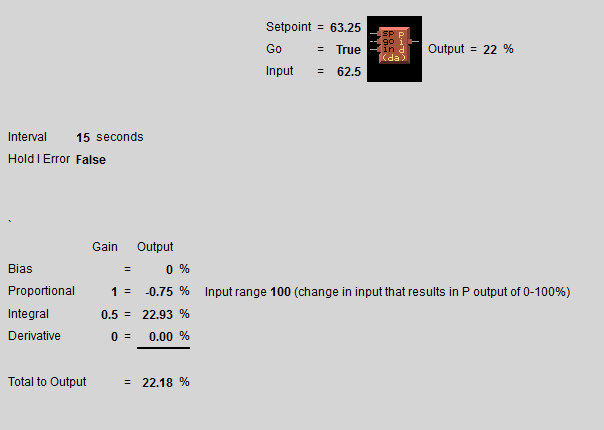 Setpoint = 63.25
Go = True
Input = 62.5
sp p
go i
in d
(da)
Output = 22 %
Interval 15 seconds
Hold I Error False
`
Gain Output
Bias = 0 %
Proportional 1 = -0.75 % Input range 100 (change in input that results in P output of 0-100%)
Integral 0.5 = 22.93 %
Derivative 0 = 0.00 %
Total to Output = 22.18 %